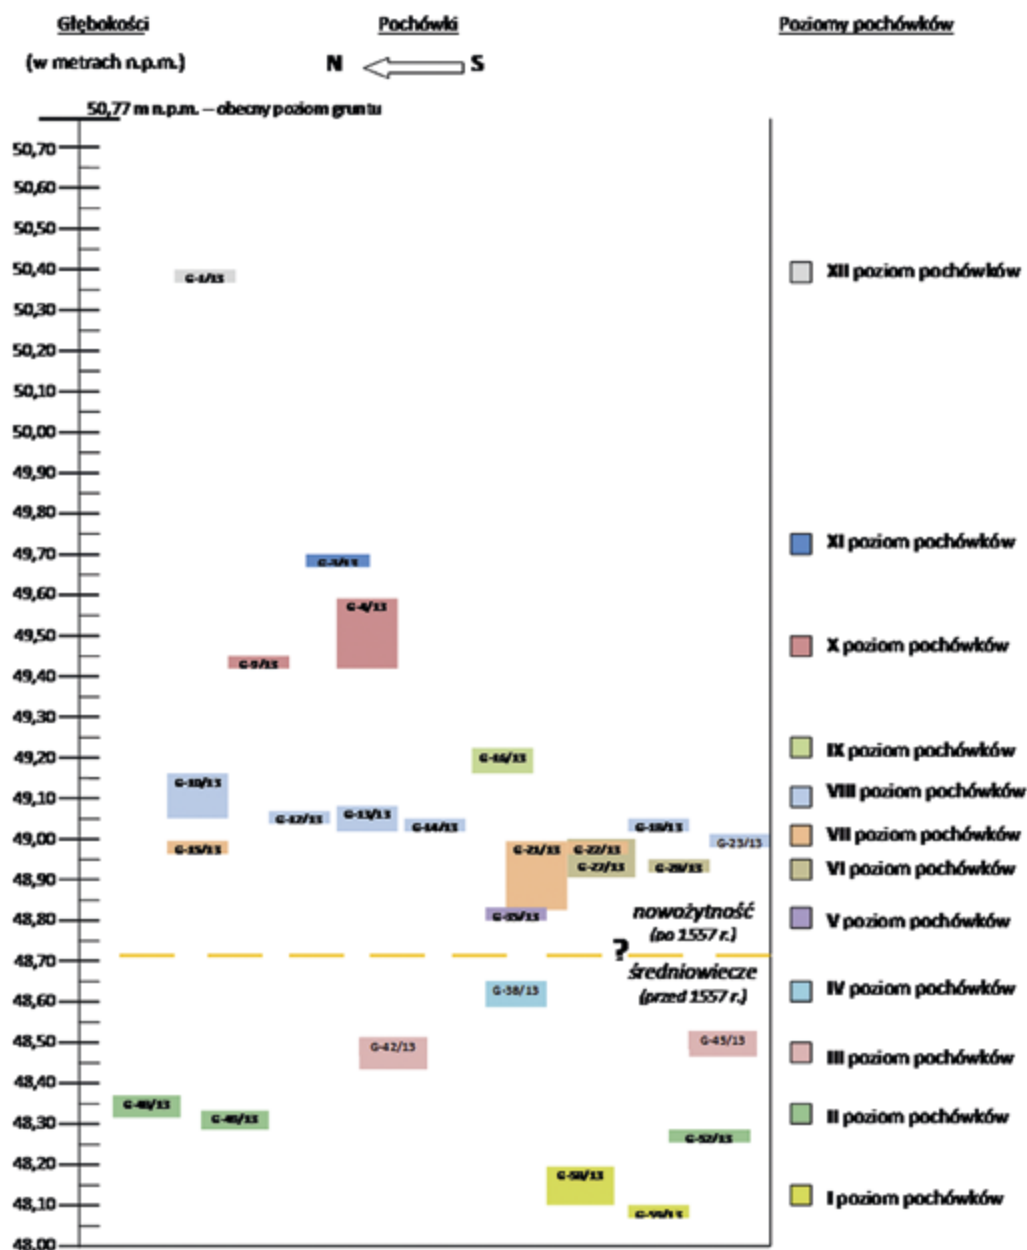 Głębokości
Pochówki
Poziomy pochówków
(w metrach n.p.m.)
N
S
50,77 m n.p.m. – obecny poziom gruntu
50,70
50,60
50,50
50,40
G-1/13
XII poziom pochówków
50,30
50,20
50,10
50,00
49,90
49,80
49,70
XI poziom pochówków
49,60
G-4/13
49,50
X poziom pochówków
G-9/13
49,40
49,30
49,20
G-16/13
IX poziom pochówków
G-10/13
VIII poziom pochówków
49,10
G-12/13
G-13/13
G-14/13
G-18/13
49,00
G-23/13
VII poziom pochówków
G-15/13
G-21/13
G-22/13
G-27/13
G-28/13
VI poziom pochówków
48,90
48,80
G-35/13
nowożytność
V poziom pochówków
(po 1557 r.)
?
48,70
średniowiecze
(przed 1557 r.)
G-38/13
IV poziom pochówków
48,60
48,50
G-42/13
G-45/13
III poziom pochówków
48,40
48,30
G-52/13
II poziom pochówków
48,20
G-58/13
I poziom pochówków
48,10
G-59/13
48,00